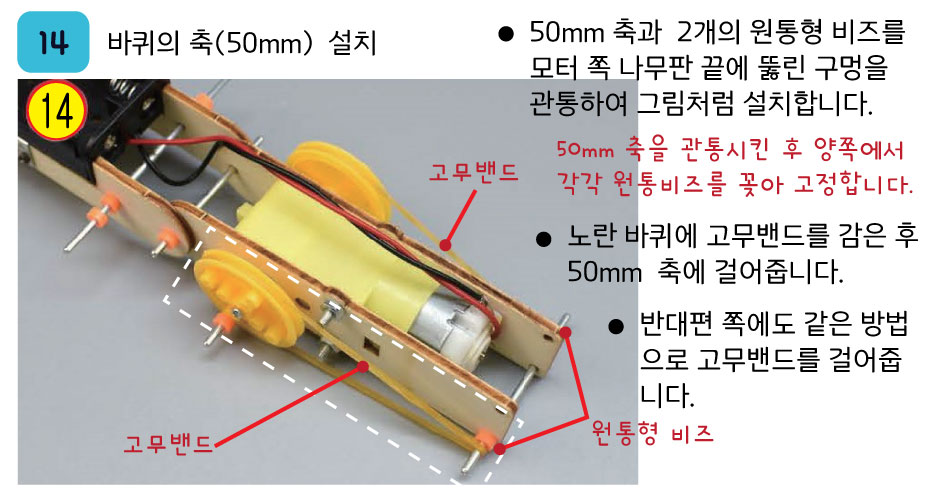 14 바퀴의 축(50mm) 설치
14
● 50mm 축과 2개의 원통형 비즈를
모터 쪽 나무판 끝에 뚫린 구멍을
관통하여 그림처럼 설치합니다.
50mm 축을 관통시킨 후 양쪽에서
각각 원통비즈를 꽂아 고정합니다.
고무밴드
● 노란 바퀴에 고무밴드를 감은 후
50mm 축에 걸어줍니다.
● 반대편 쪽에도 같은 방법
으로 고무밴드를 걸어줍
니다.
고무밴드
원통형 비즈